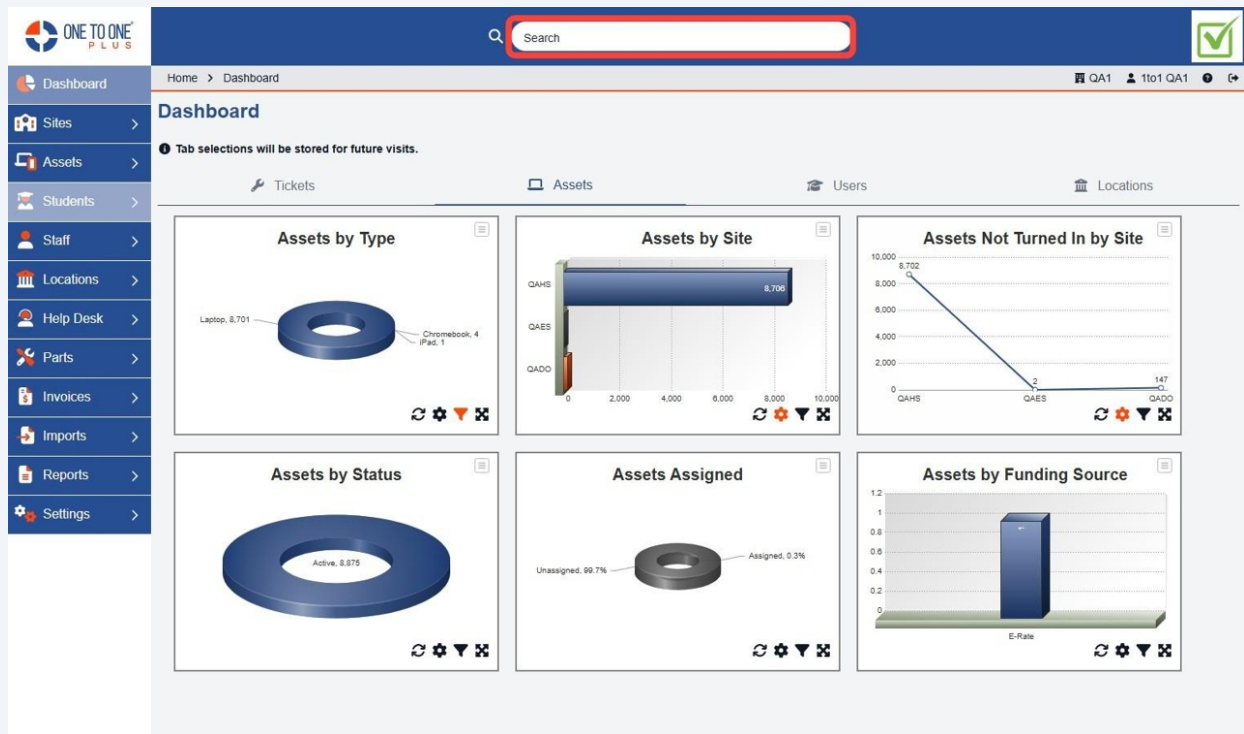 ONE TO ONE
PLUS
Search
Dashboard
Sites
Assets
Students
Staff
Locations
Help Desk
Parts
Invoices
Imports
Reports
Settings
Home > Dashboard
QA1 1to1 QA1
Dashboard
Tab selections will be stored for future visits.
Tickets Assets Users Locations
Assets by Type
Laptop, 8,701
Chromebook, 4
iPad, 1
Assets by Site
QAHS
8,706
QAES
QADO
0 2,000 4,000 6,000 8,000 10,000
Assets Not Turned In by Site
10,000
8,702
8,000
6,000
4,000
2,000
2
147
0
QAHS QAES QADO
Assets by Status
Active, 8,875
Assets Assigned
Assigned, 0.3%
Unassigned, 99.7%
Assets by Funding Source
1.2
1
0.8
0.6
0.4
0.2
0
E-Rate